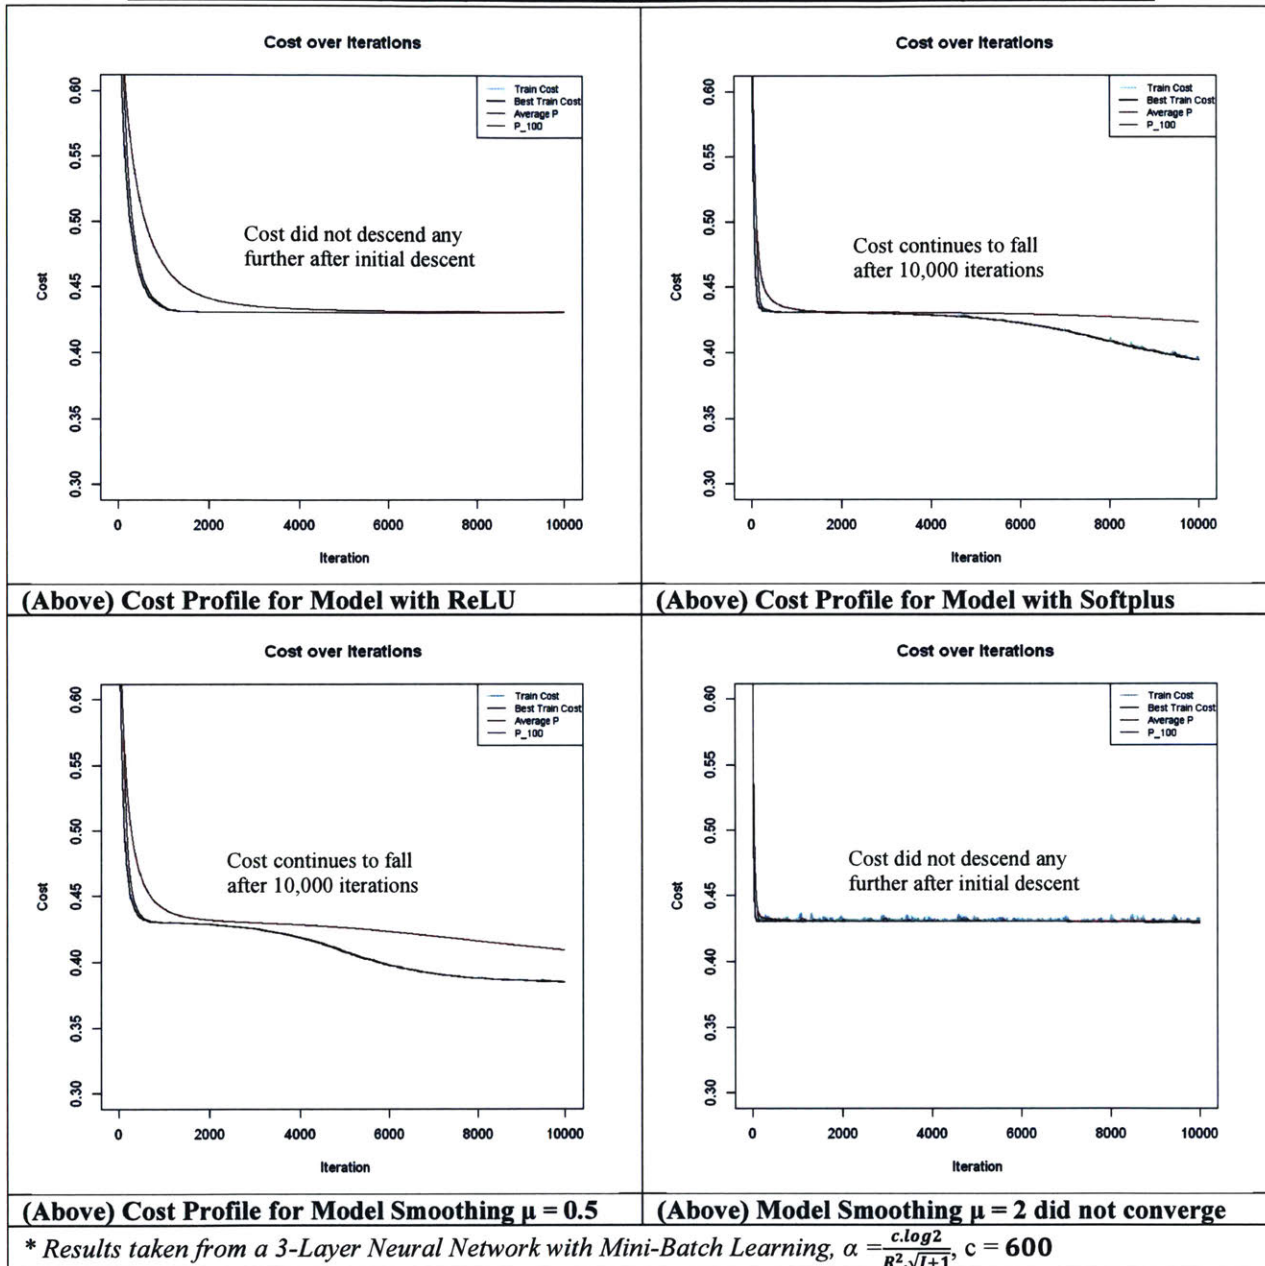 Cost over Iterations
Train Cost
Best Train Cost
Average P
P_100
Cost did not descend any
further after initial descent
Cost
0.60
0.55
0.50
0.45
0.40
0.35
0.30
0
2000
4000
6000
8000
10000
Iteration
(Above) Cost Profile for Model with ReLU
Cost over Iterations
Train Cost
Best Train Cost
Average P
P_100
Cost continues to fall
after 10,000 iterations
Cost
0.60
0.55
0.50
0.45
0.40
0.35
0.30
0
2000
4000
6000
8000
10000
Iteration
(Above) Cost Profile for Model with Softplus
Cost over Iterations
Train Cost
Best Train Cost
Average P
P_100
Cost continues to fall
after 10,000 iterations
Cost
0.60
0.55
0.50
0.45
0.40
0.35
0.30
0
2000
4000
6000
8000
10000
Iteration
(Above) Cost Profile for Model Smoothing μ = 0.5
Cost over Iterations
Train Cost
Best Train Cost
Average P
P_100
Cost did not descend any
further after initial descent
Cost
0.60
0.55
0.50
0.45
0.40
0.35
0.30
0
2000
4000
6000
8000
10000
Iteration
(Above) Model Smoothing μ = 2 did not converge
* Results taken from a 3-Layer Neural Network with Mini-Batch Learning, α = c.log2 / R².√I+1, c = 600